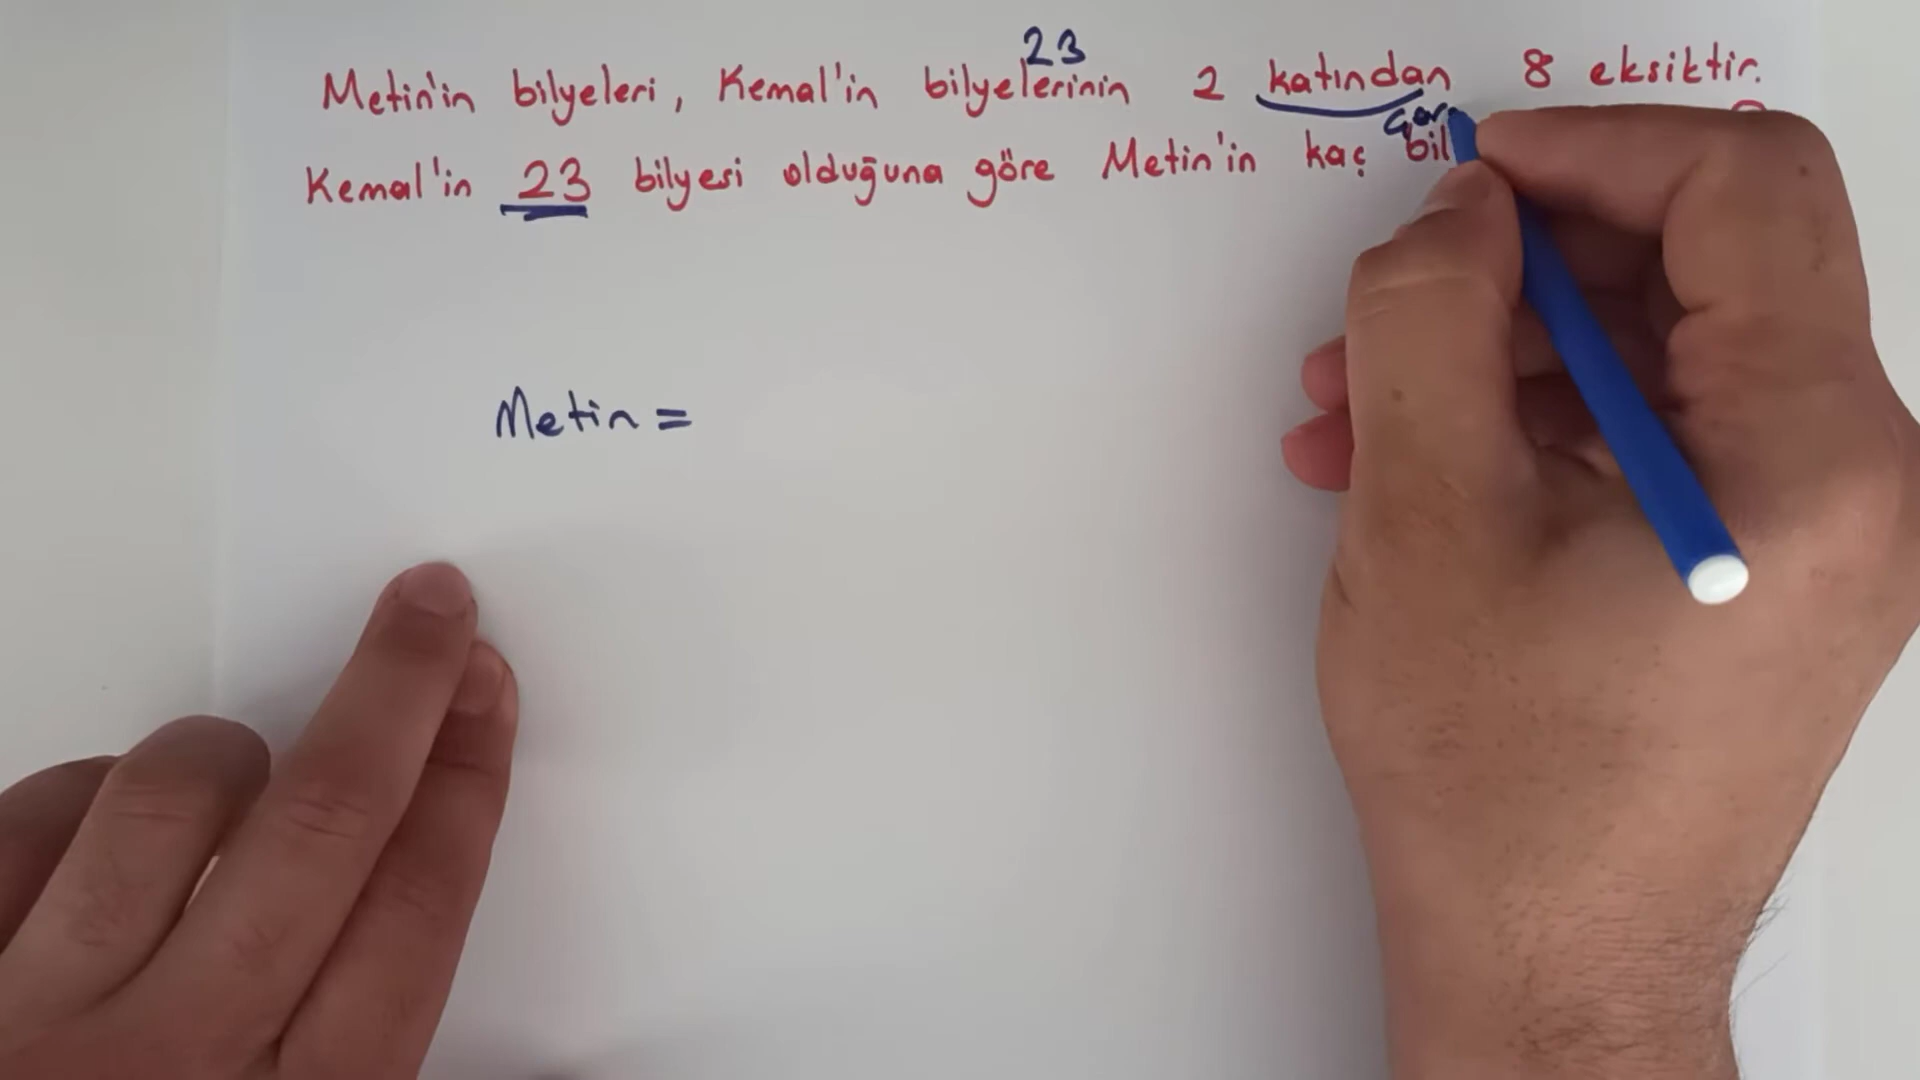 23
Metin'in bilyeleri, Kemal'in bilyelerinin 2 katından 8 eksiktir.
Kemal'in 23 bilyesi olduğuna göre Metin'in kaç
Metin =